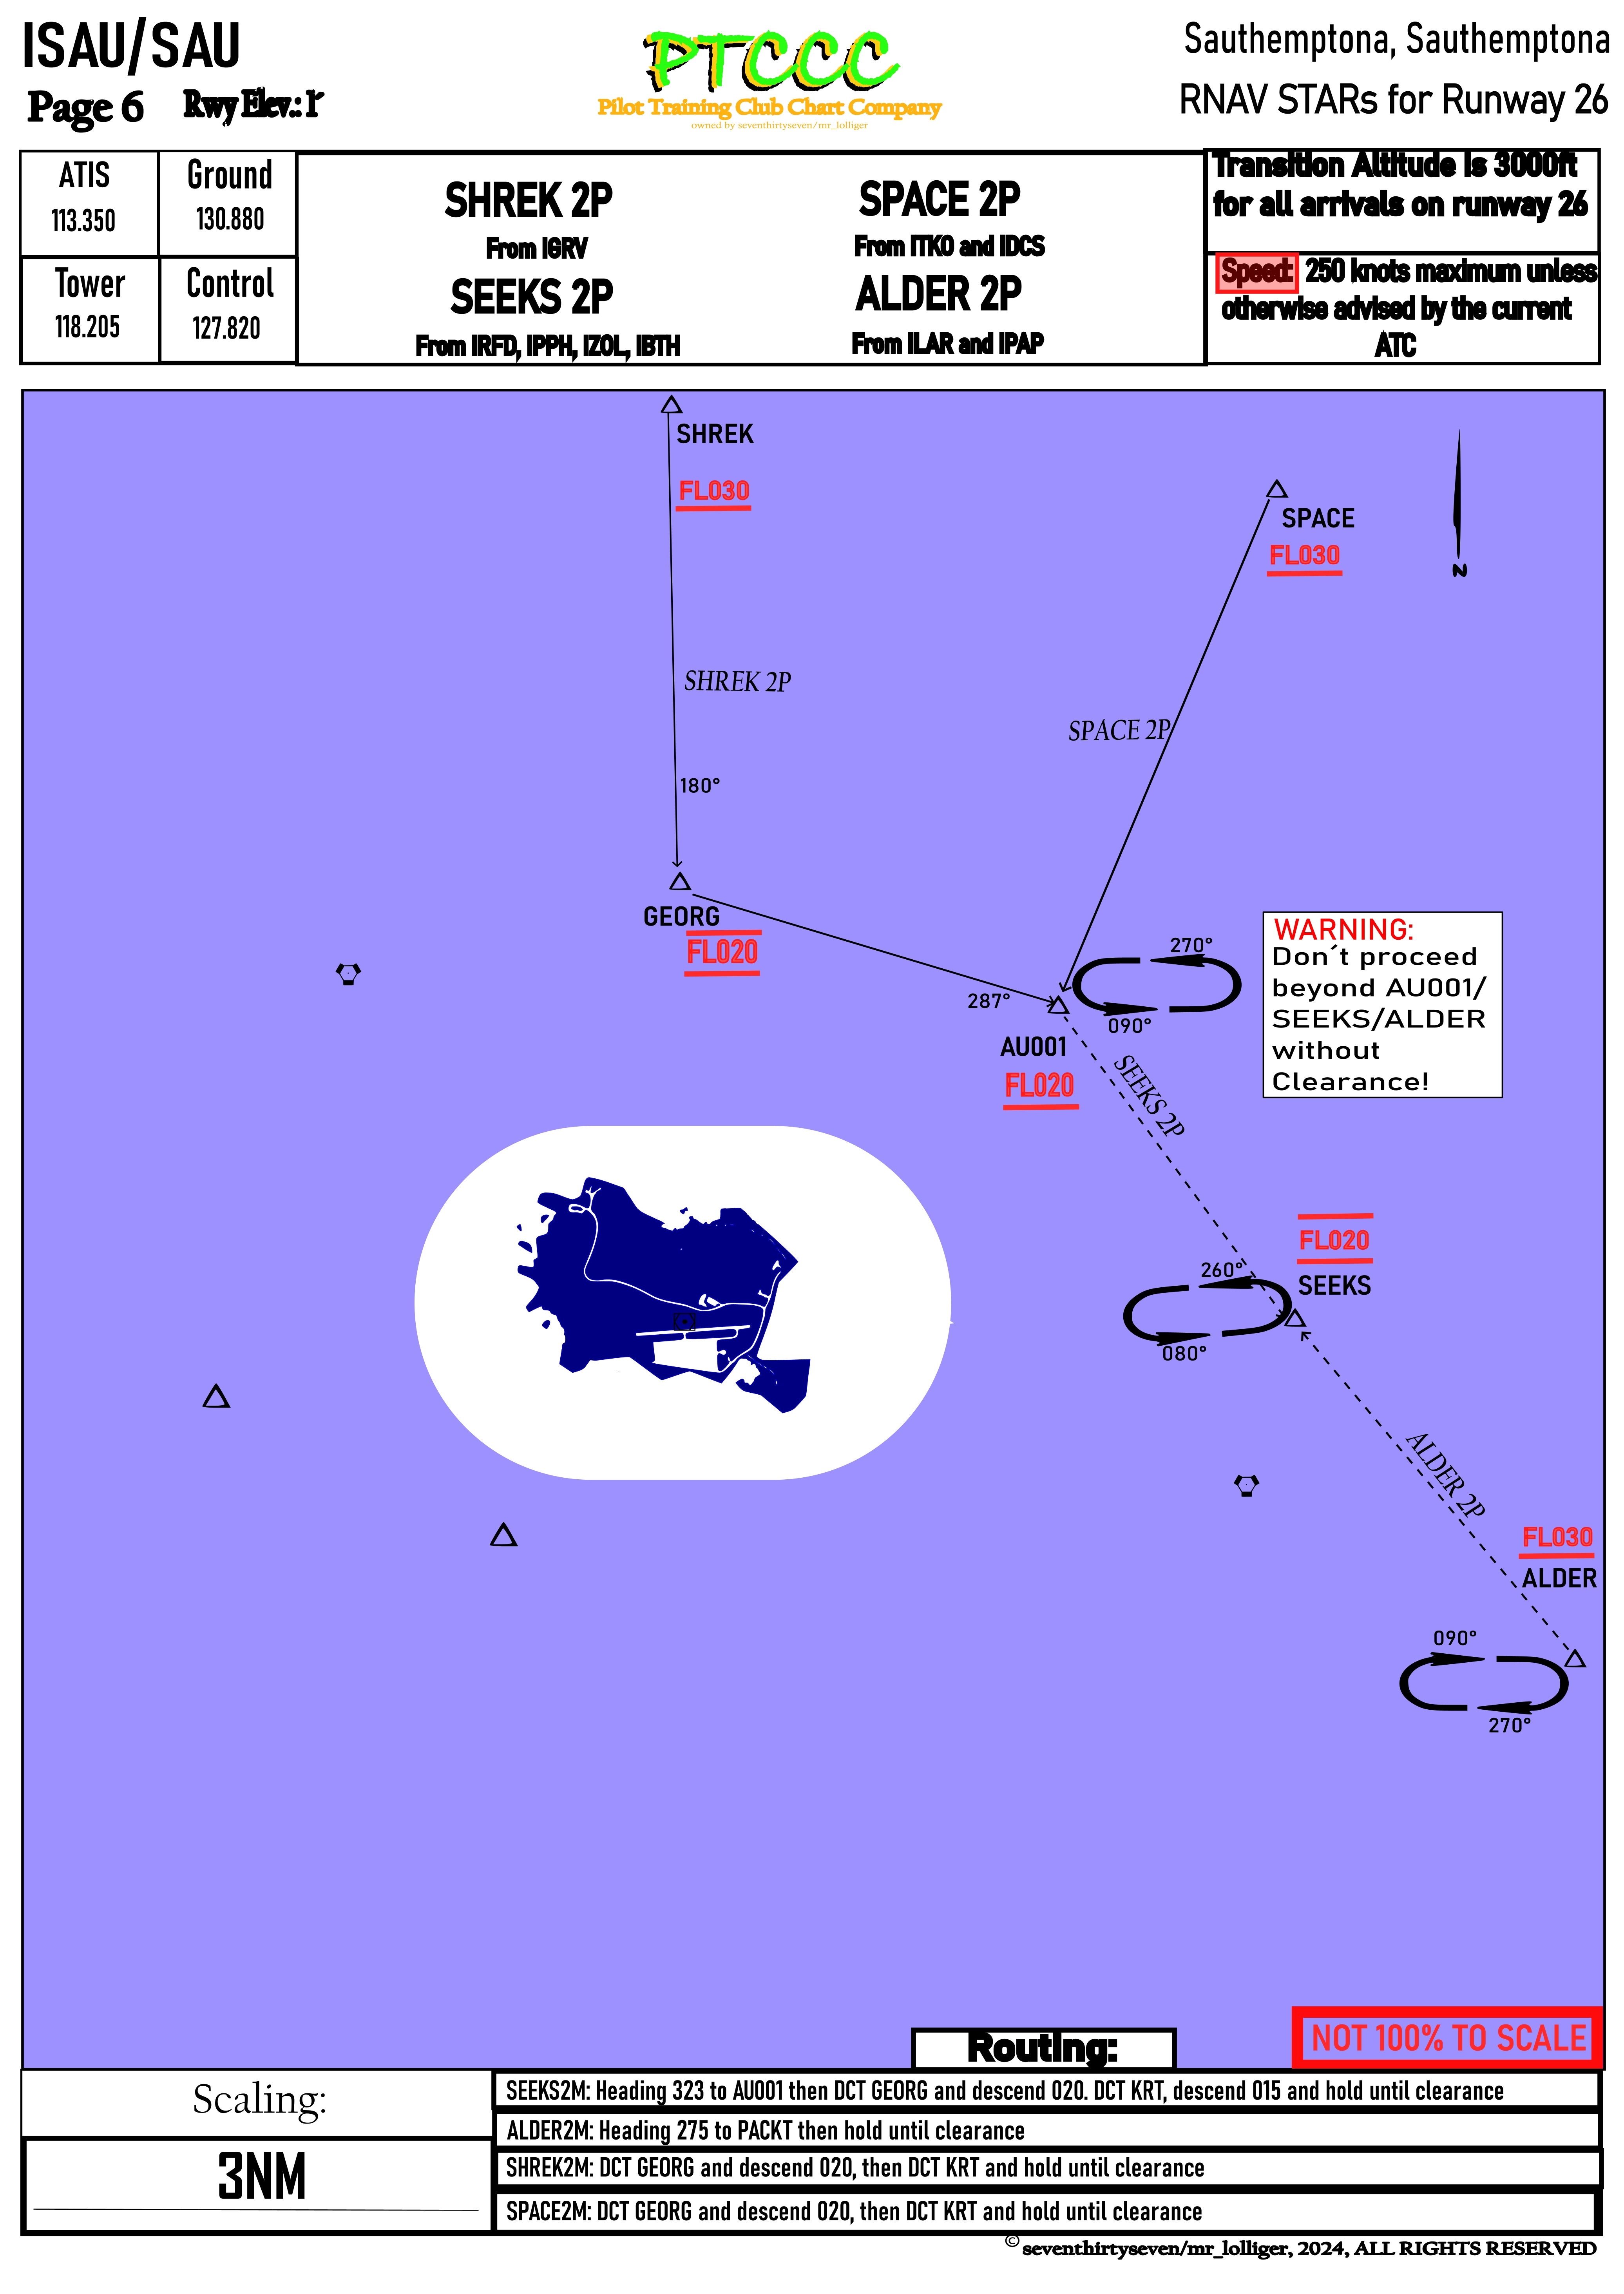 ISAU/SAU
Page 6
Rwy Elev.: 1'
PTCCC
Pilot Training Club Chart Company
owned by seventhirtyseven/mr_lolliger
Sauthemptona, Sauthemptona
RNAV STARs for Runway 26
ATIS
113.350
Ground
130.880
Tower
118.205
Control
127.820
SHREK 2P
From IGRV
SEEKS 2P
From IRFD, IPPH, IZOL, IBTH
SPACE 2P
From ITKO and IDCS
ALDER 2P
From ILAR and IPAP
Transition Altitude is 3000ft
for all arrivals on runway 26
Speed: 250 knots maximum unless
otherwise advised by the current
ATC
SHREK
FL030
SPACE
FL030
N
SHREK 2P
SPACE 2P
180°
GEORG
FL020
270°
287°
090°
AU001
FL020
WARNING:
Don´t proceed
beyond AU001/
SEEKS/ALDER
without
Clearance!
SEEKS 2P
FL020
SEEKS
260°
080°
ALDER 2P
FL030
ALDER
090°
270°
Routing:
NOT 100% TO SCALE
Scaling:
3NM
SEEKS2M: Heading 323 to AU001 then DCT GEORG and descend 020. DCT KRT, descend 015 and hold until clearance
ALDER2M: Heading 275 to PACKT then hold until clearance
SHREK2M: DCT GEORG and descend 020, then DCT KRT and hold until clearance
SPACE2M: DCT GEORG and descend 020, then DCT KRT and hold until clearance
© seventhirtyseven/mr_lolliger, 2024, ALL RIGHTS RESERVED